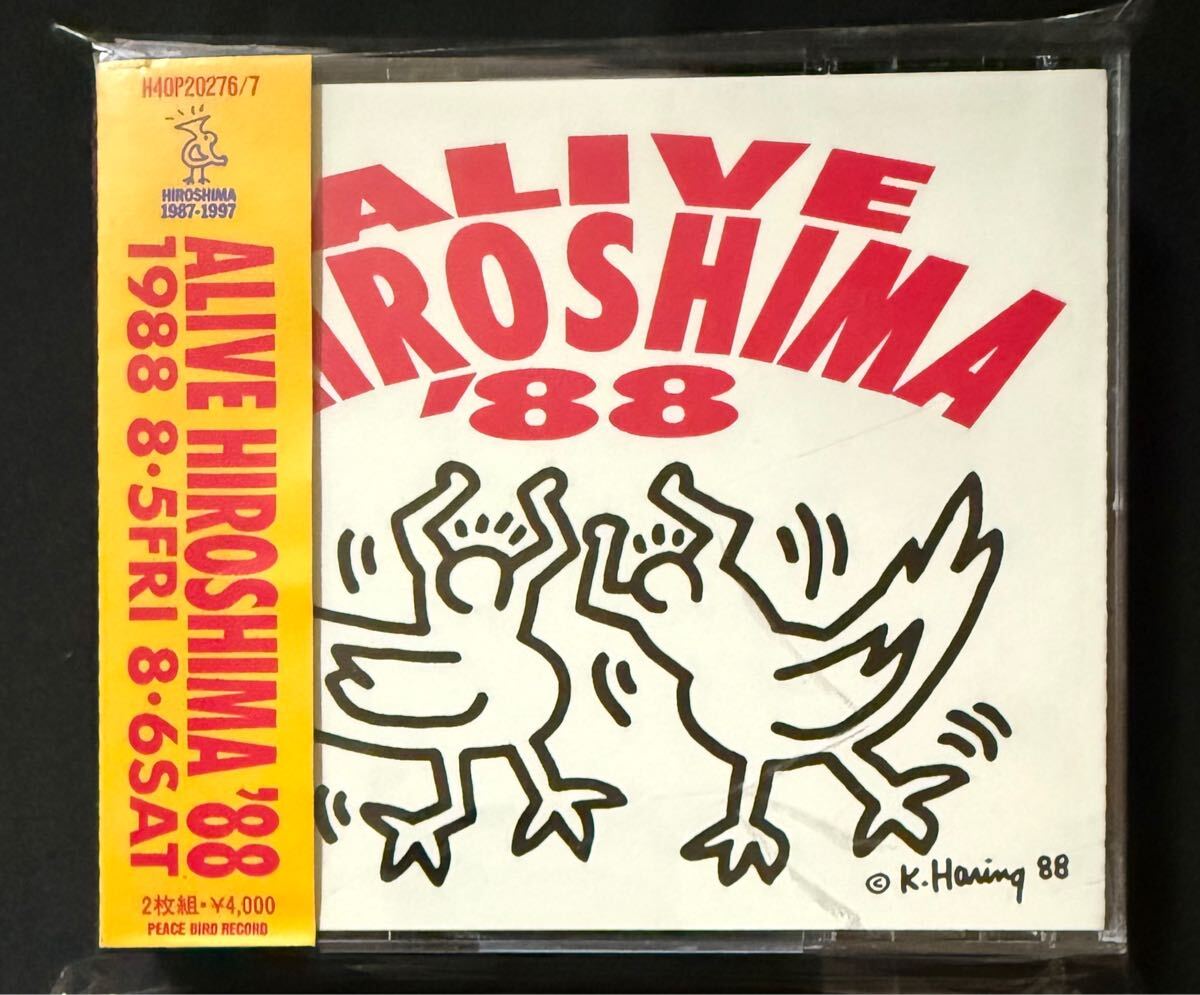 H40P20276/7
HIROSHIMA
1987-1997
ALIVE HIROSHIMA '88
1988 8·5FRI 8·6SAT
2枚組・¥4,000
PEACE BIRD RECORD
ALIVE
HIROSHIMA
'88
© K. Haring 88